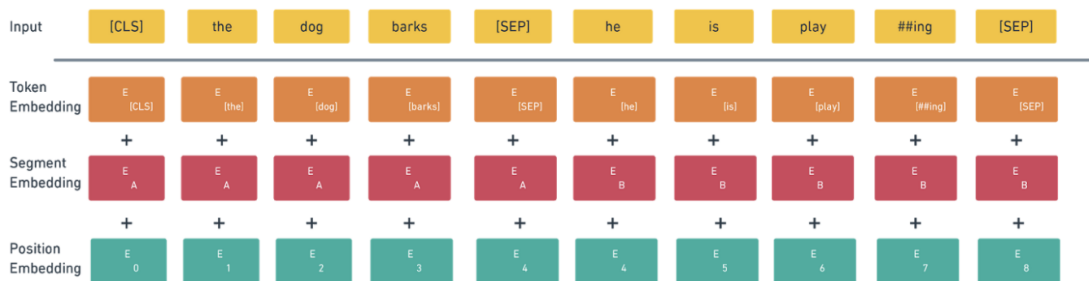 Input [CLS] the dog barks [SEP] he is play ##ing [SEP]
Token Embedding E [CLS] E [the] E [dog] E [barks] E [SEP] E [he] E [is] E [play] E [##ing] E [SEP]
+ + + + + + + + + +
Segment Embedding E A E A E A E A E A E B E B E B E B E B
+ + + + + + + + + +
Position Embedding E 0 E 1 E 2 E 3 E 4 E 4 E 5 E 6 E 7 E 8